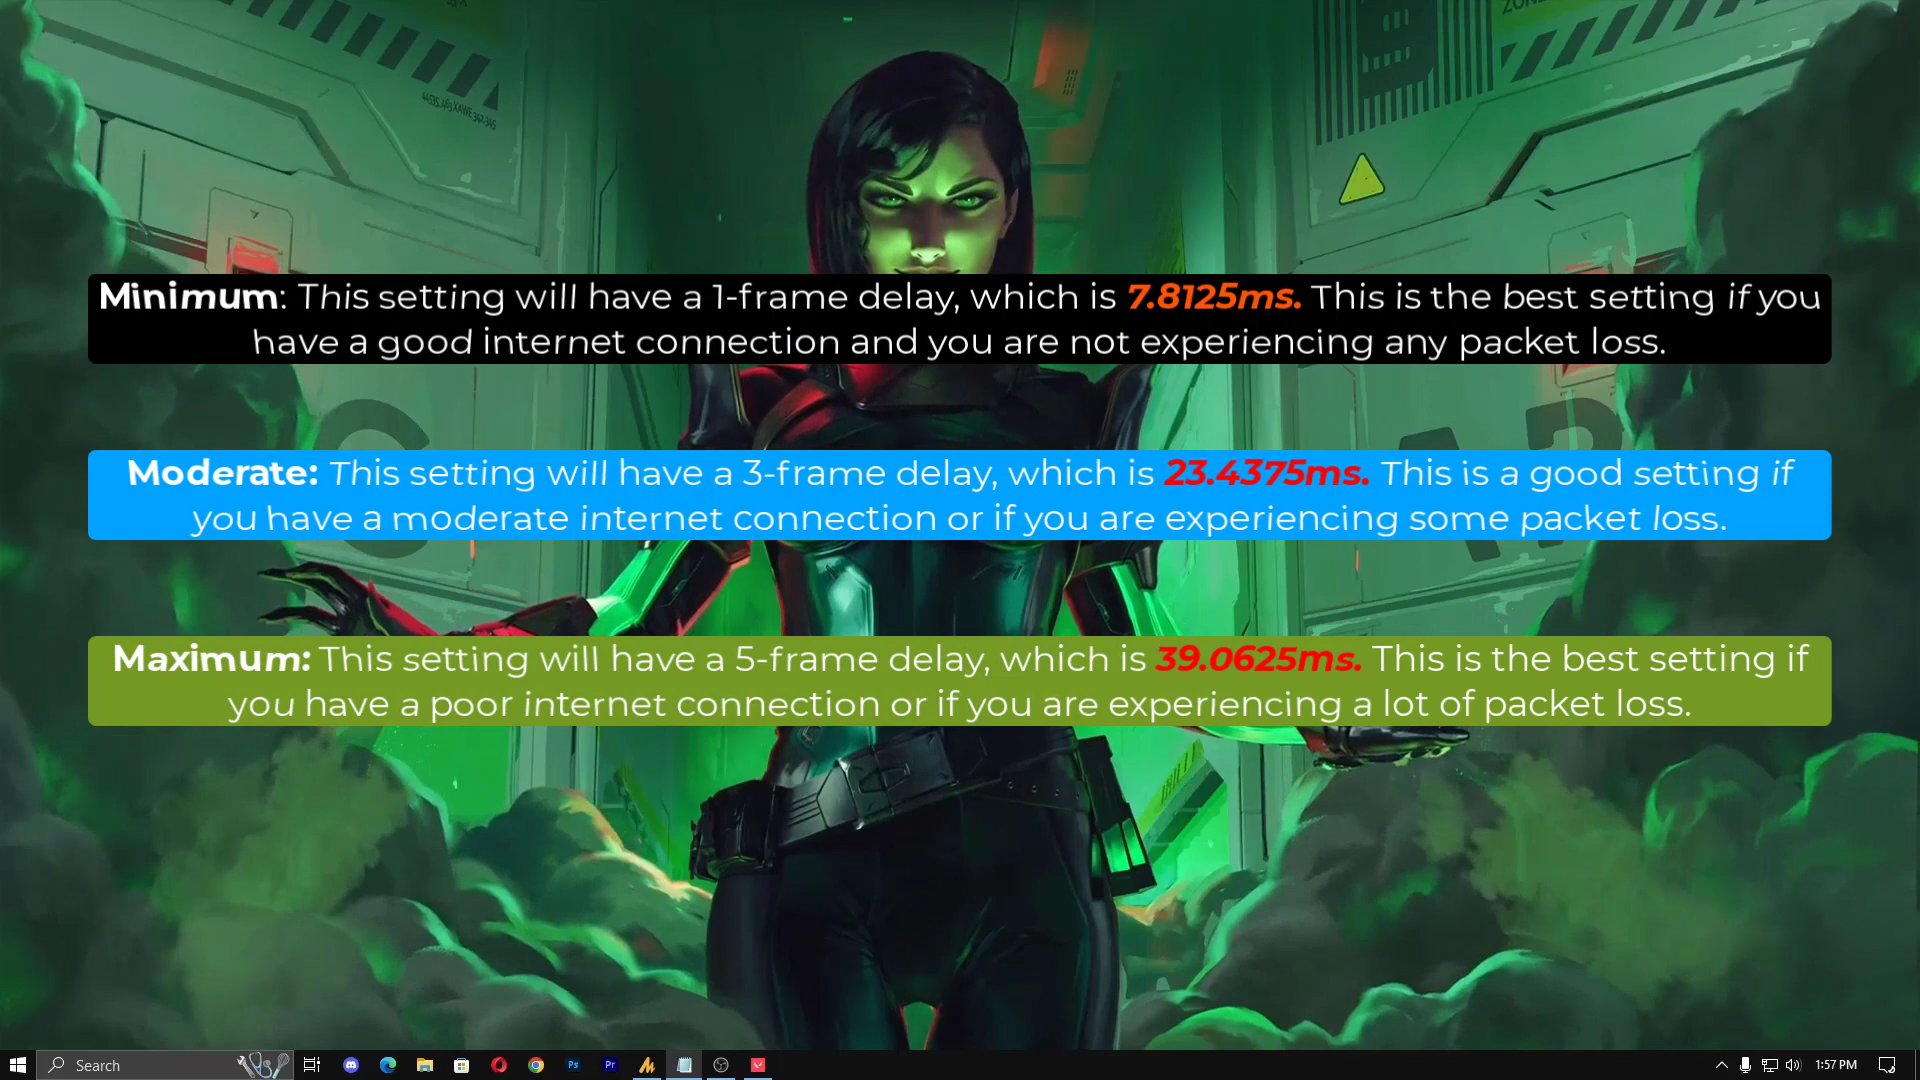 ZONE
Minimum: This setting will have a 1-frame delay, which is 7.8125ms. This is the best setting if you
have a good internet connection and you are not experiencing any packet loss.
Moderate: This setting will have a 3-frame delay, which is 23.4375ms. This is a good setting if
you have a moderate internet connection or if you are experiencing some packet loss.
Maximum: This setting will have a 5-frame delay, which is 39.0625ms. This is the best setting if
you have a poor internet connection or if you are experiencing a lot of packet loss.
Search
Ps
Pr
1:57 PM